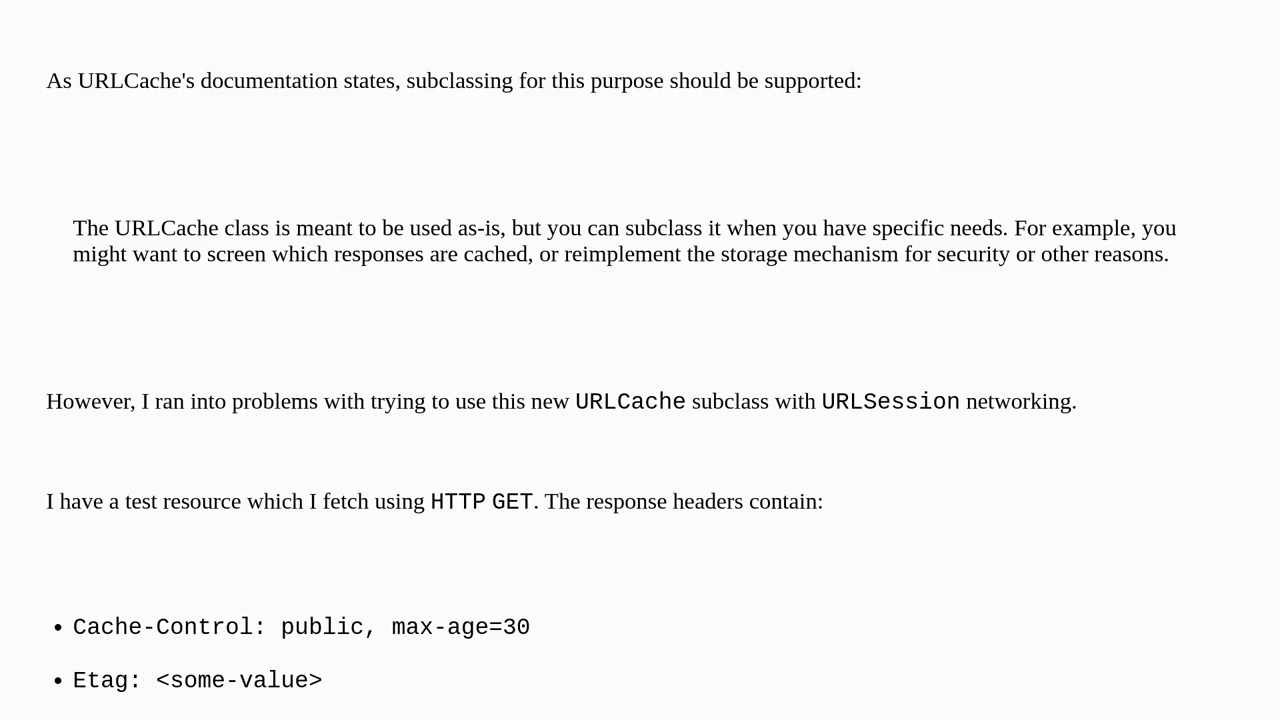 As URLCache's documentation states, subclassing for this purpose should be supported:
The URLCache class is meant to be used as-is, but you can subclass it when you have specific needs. For example, you
might want to screen which responses are cached, or reimplement the storage mechanism for security or other reasons.
However, I ran into problems with trying to use this new URLCache subclass with URLSession networking.
I have a test resource which I fetch using HTTP GET. The response headers contain:
• Cache-Control: public, max-age=30
• Etag: <some-value>